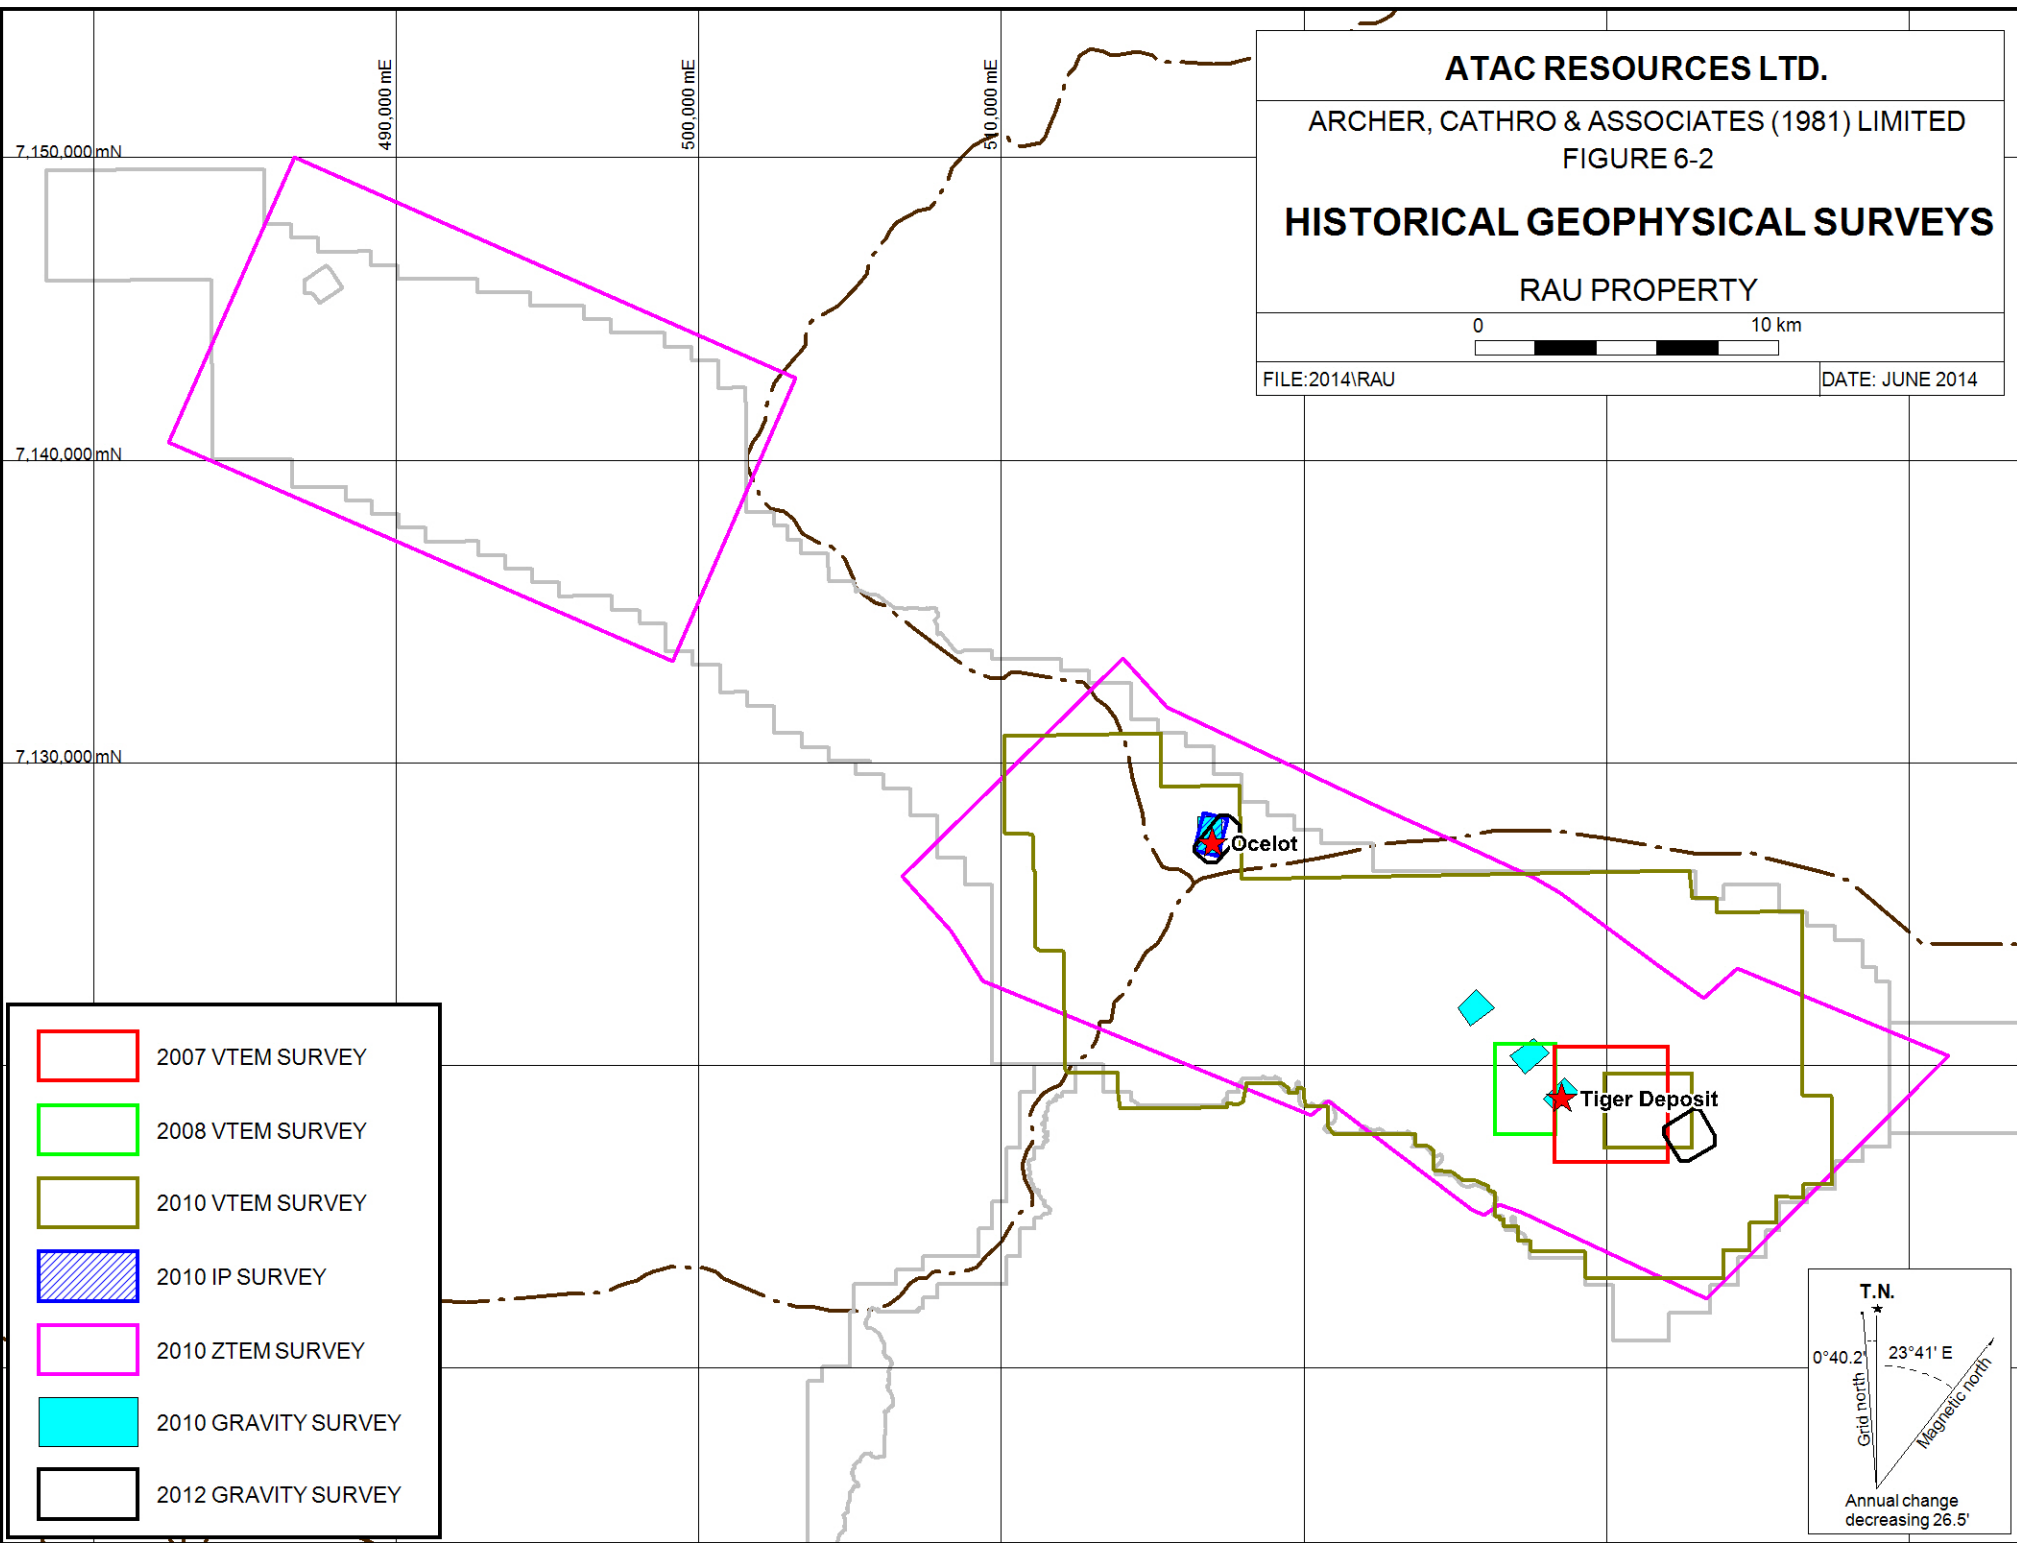 490,000 mE
500,000 mE
510,000 mE
7,150,000 mN
7,140,000 mN
7,130,000 mN
ATAC RESOURCES LTD.
ARCHER, CATHRO & ASSOCIATES (1981) LIMITED
FIGURE 6-2
HISTORICAL GEOPHYSICAL SURVEYS
RAU PROPERTY
0 10 km
FILE:2014\RAU DATE: JUNE 2014
Ocelot
Tiger Deposit
2007 VTEM SURVEY
2008 VTEM SURVEY
2010 VTEM SURVEY
2010 IP SURVEY
2010 ZTEM SURVEY
2010 GRAVITY SURVEY
2012 GRAVITY SURVEY
T.N.
0°40.2' 23°41' E
Grid north
Magnetic north
Annual change
decreasing 26.5'